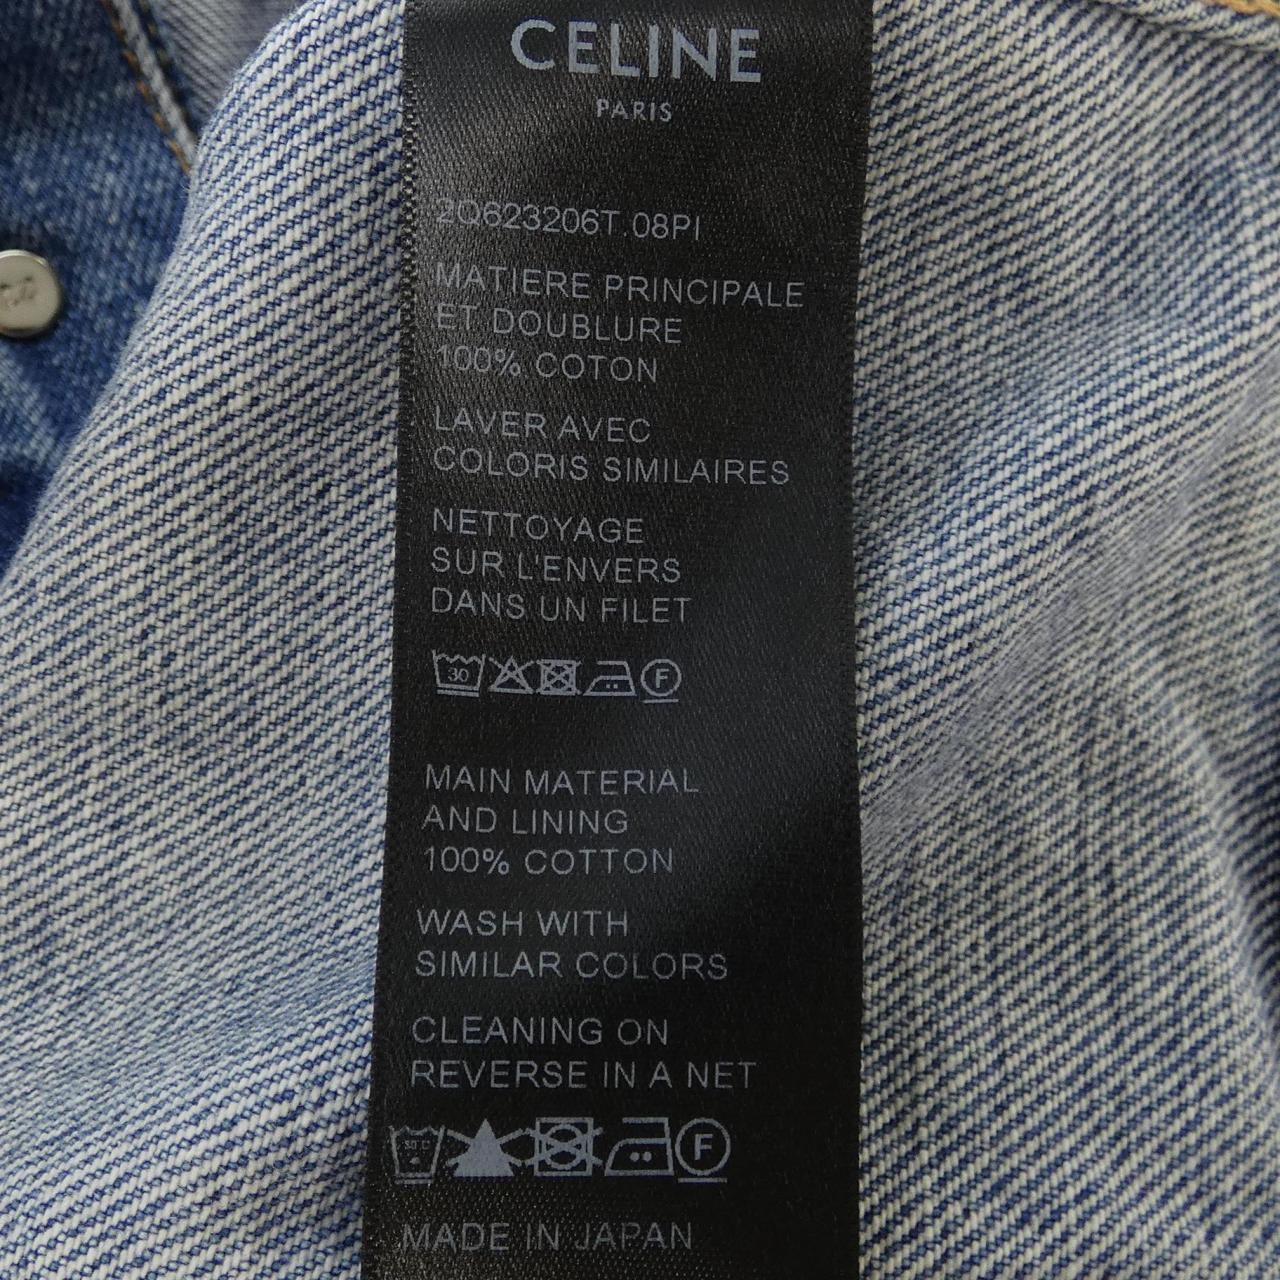 CELINE
PARIS
2Q623206T.08PI
MATIERE PRINCIPALE
ET DOUBLURE
100% COTON
LAVER AVEC
COLORIS SIMILAIRES
NETTOYAGE
SUR L'ENVERS
DANS UN FILET
30 F
MAIN MATERIAL
AND LINING
100% COTTON
WASH WITH
SIMILAR COLORS
CLEANING ON
REVERSE IN A NET
30°C F
MADE IN JAPAN